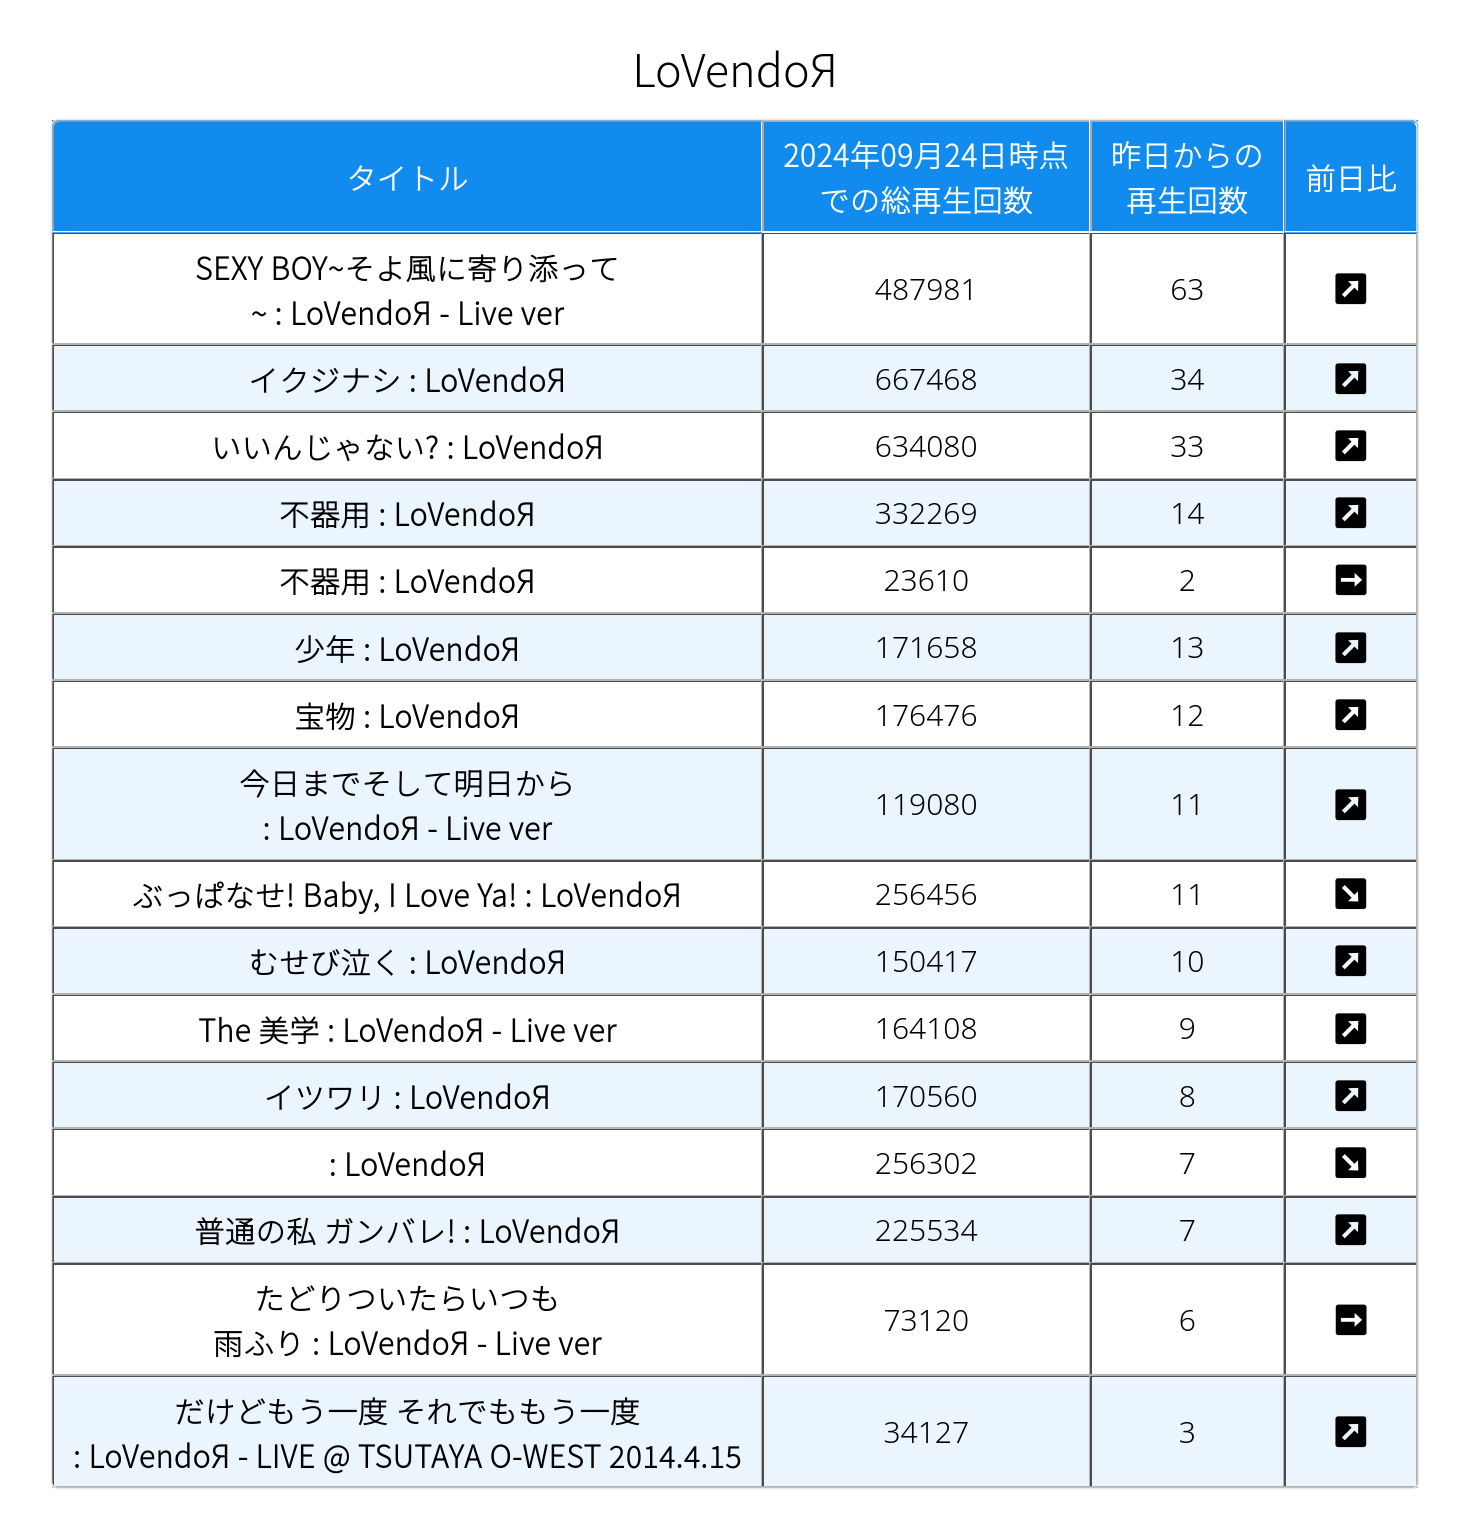 LoVendoЯ
タイトル
2024年09月24日時点
での総再生回数
昨日からの
再生回数
前日比
SEXY BOY~そよ風に寄り添って
~ : LoVendoЯ - Live ver
487981
63
イクジナシ : LoVendoЯ
667468
34
いいんじゃない? : LoVendoЯ
634080
33
不器用 : LoVendoЯ
332269
14
不器用 : LoVendoЯ
23610
2
少年 : LoVendoЯ
171658
13
宝物 : LoVendoЯ
176476
12
今日までそして明日から
: LoVendoЯ - Live ver
119080
11
ぶっぱなせ! Baby, I Love Ya! : LoVendoЯ
256456
11
むせび泣く : LoVendoЯ
150417
10
The 美学 : LoVendoЯ - Live ver
164108
9
イツワリ : LoVendoЯ
170560
8
: LoVendoЯ
256302
7
普通の私 ガンバレ! : LoVendoЯ
225534
7
たどりついたらいつも
雨ふり : LoVendoЯ - Live ver
73120
6
だけどもう一度 それでももう一度
: LoVendoЯ - LIVE @ TSUTAYA O-WEST 2014.4.15
34127
3